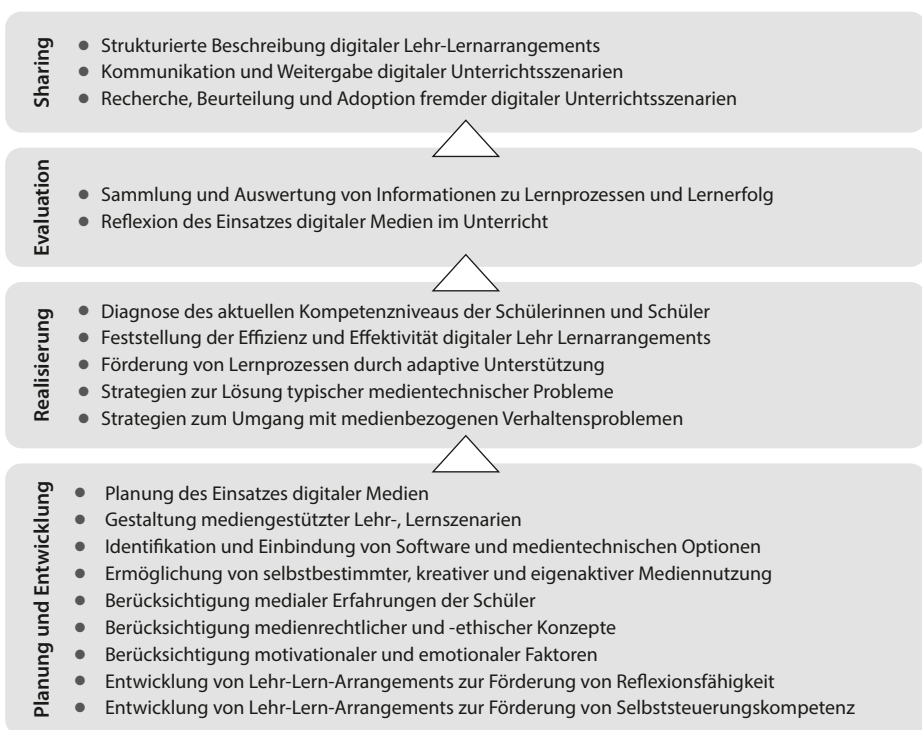 Sharing
● Strukturierte Beschreibung digitaler Lehr-Lernarrangements
● Kommunikation und Weitergabe digitaler Unterrichtsszenarien
● Recherche, Beurteilung und Adoption fremder digitaler Unterrichtsszenarien
Evaluation
● Sammlung und Auswertung von Informationen zu Lernprozessen und Lernerfolg
● Reflexion des Einsatzes digitaler Medien im Unterricht
Realisierung
● Diagnose des aktuellen Kompetenzniveaus der Schülerinnen und Schüler
● Feststellung der Effizienz und Effektivität digitaler Lehr Lernarrangements
● Förderung von Lernprozessen durch adaptive Unterstützung
● Strategien zur Lösung typischer medientechnischer Probleme
● Strategien zum Umgang mit medienbezogenen Verhaltensproblemen
Planung und Entwicklung
● Planung des Einsatzes digitaler Medien
● Gestaltung mediengestützter Lehr-, Lernszenarien
● Identifikation und Einbindung von Software und medientechnischen Optionen
● Ermöglichung von selbstbestimmter, kreativer und eigenaktiver Mediennutzung
● Berücksichtigung medialer Erfahrungen der Schüler
● Berücksichtigung medienrechtlicher und -ethischer Konzepte
● Berücksichtigung motivationaler und emotionaler Faktoren
● Entwicklung von Lehr-Lern-Arrangements zur Förderung von Reflexionsfähigkeit
● Entwicklung von Lehr-Lern-Arrangements zur Förderung von Selbststeuerungskompetenz